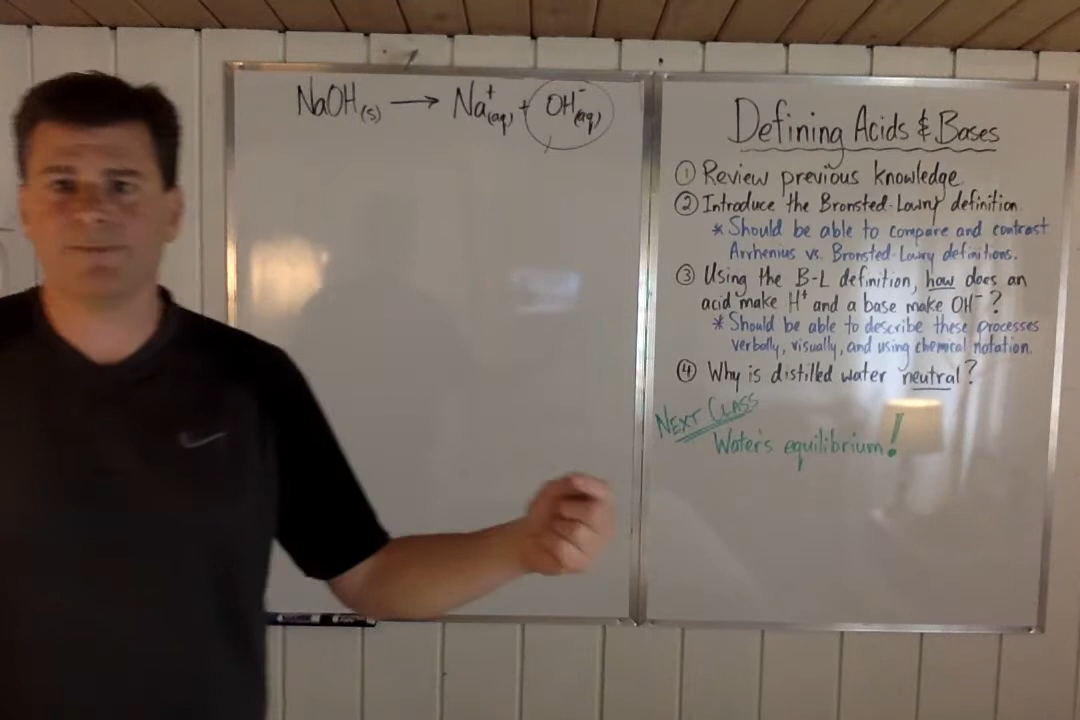 NaOH(s) → Na⁺(aq) + OH⁻(aq)
Defining Acids & Bases
① Review previous knowledge
② Introduce the Bronsted-Lowry definition
* Should be able to compare and contrast
Arrhenius vs. Bronsted-Lowry definitions.
③ Using the B-L definition, how does an
acid make H⁺ and a base make OH⁻?
* Should be able to describe these processes
verbally, visually, and using chemical notation.
④ Why is distilled water neutral?
NEXT CLASS
Water's equilibrium!